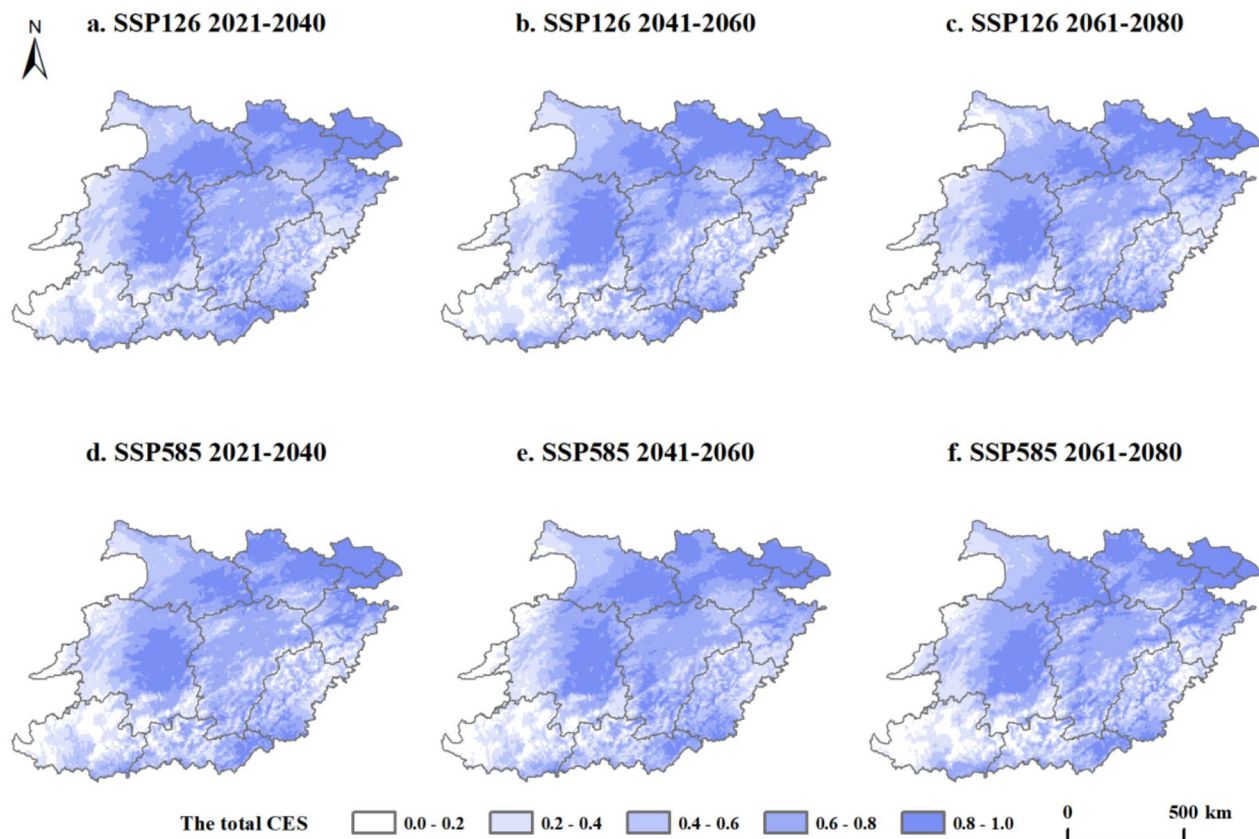 N
a. SSP126 2021-2040
b. SSP126 2041-2060
c. SSP126 2061-2080
d. SSP585 2021-2040
e. SSP585 2041-2060
f. SSP585 2061-2080
The total CES 0.0 - 0.2 0.2 - 0.4 0.4 - 0.6 0.6 - 0.8 0.8 - 1.0
0 500 km